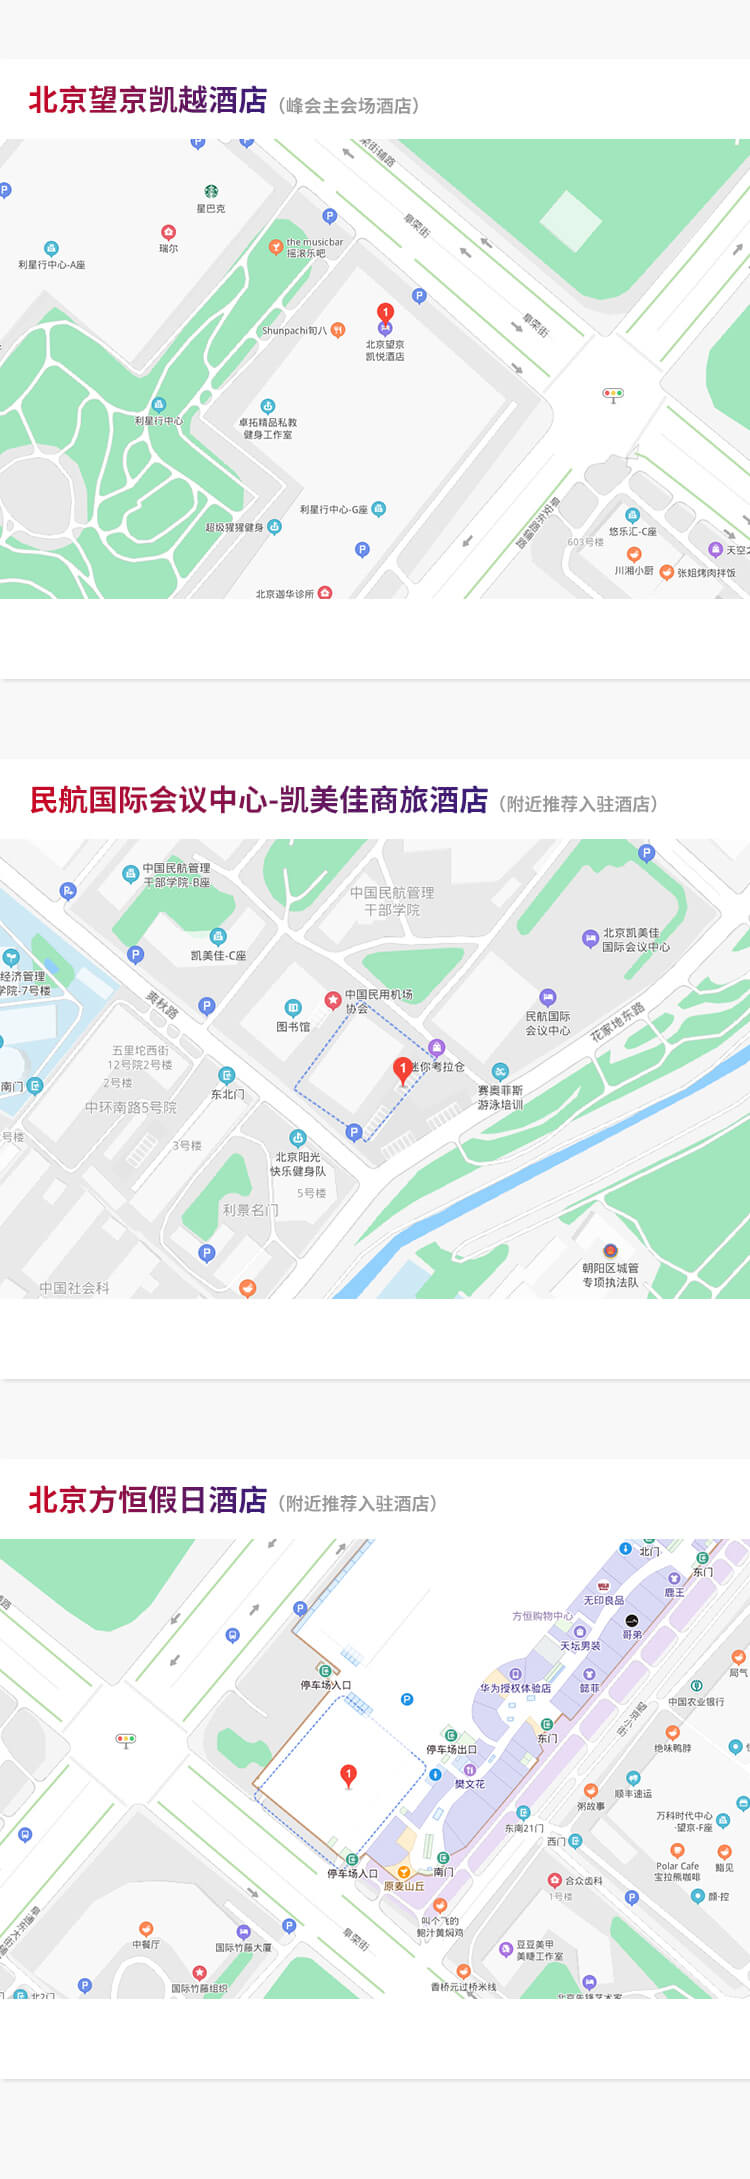 北京望京凯越酒店（峰会主会场酒店）
阜荣街辅路
星巴克
阜荣街
瑞尔
the musicbar
摇滚乐吧
利星行中心-A座
阜荣街
Shunpachi旬八
1
北京望京
凯悦酒店
利星行中心
卓拓精品私教
健身工作室
利星行中心-G座
超级猩猩健身
阜安东路辅路
悠乐汇-C座
603号楼
天空之
川湘小厨
张姐烤肉拌饭
北京迦华诊所
民航国际会议中心-凯美佳商旅酒店（附近推荐入驻酒店）
中国民航管理
干部学院-B座
中国民航管理
干部学院
北京凯美佳
国际会议中心
凯美佳-C座
经济管理
学院-7号楼
爽秋路
中国民用机场
协会
图书馆
民航国际
会议中心
花家地东路
五里坨西街
12号院2号楼
2号楼
1
迷你考拉仓
南门
东北门
赛奥菲斯
游泳培训
中环南路5号院
号楼
3号楼
北京阳光
快乐健身队
5号楼
利景名门
朝阳区城管
专项执法队
中国社会科
北京方恒假日酒店（附近推荐入驻酒店）
北门
东门
鹿王
无印良品
方恒购物中心
哥弟
天坛男装
局气
停车场入口
华为授权体验店
懿菲
中国农业银行
望京小街
东门
停车场出口
绝味鸭脖
1
樊文花
顺丰速运
粥故事
万科时代中心
·望京-F座
东南21门
西门
停车场入口
南门
Polar Cafe
宝拉熊咖啡
鮨见
原麦山丘
合众齿科
1号楼
颜·控
叫个飞的
鲍汁黄焖鸡
阜通东大街辅
中餐厅
国际竹藤大厦
阜荣街
豆豆美甲
美睫工作室
国际竹藤组织
香桥元过桥米线
北2门
北京先锋艺术家